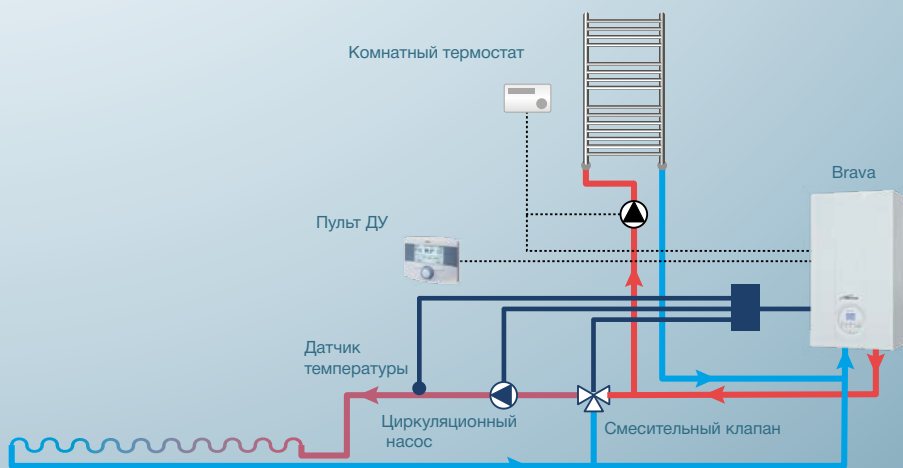 Комнатный термостат
Brava
Пульт ДУ
Датчик
температуры
Циркуляционный
насос
Смесительный клапан